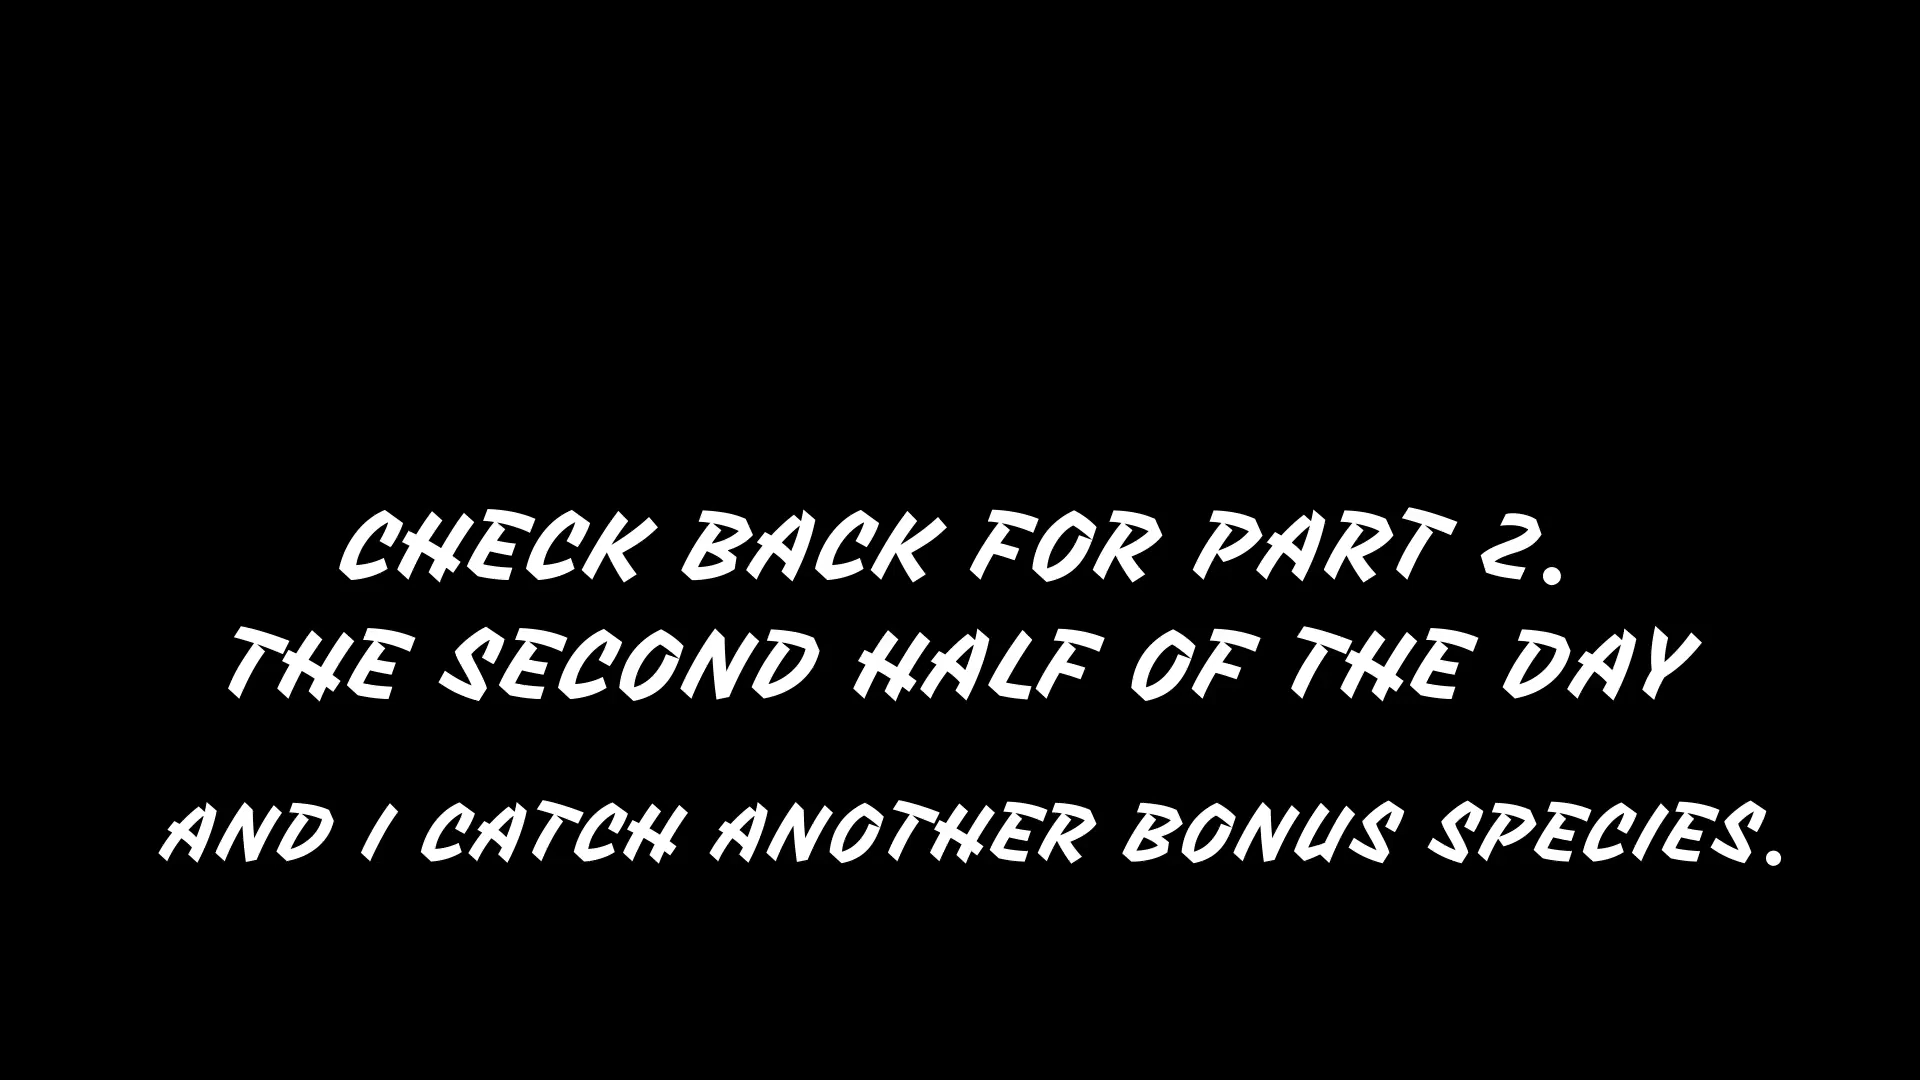 CHECK BACK FOR PART 2.
THE SECOND HALF OF THE DAY
AND I CATCH ANOTHER BONUS SPECIES.